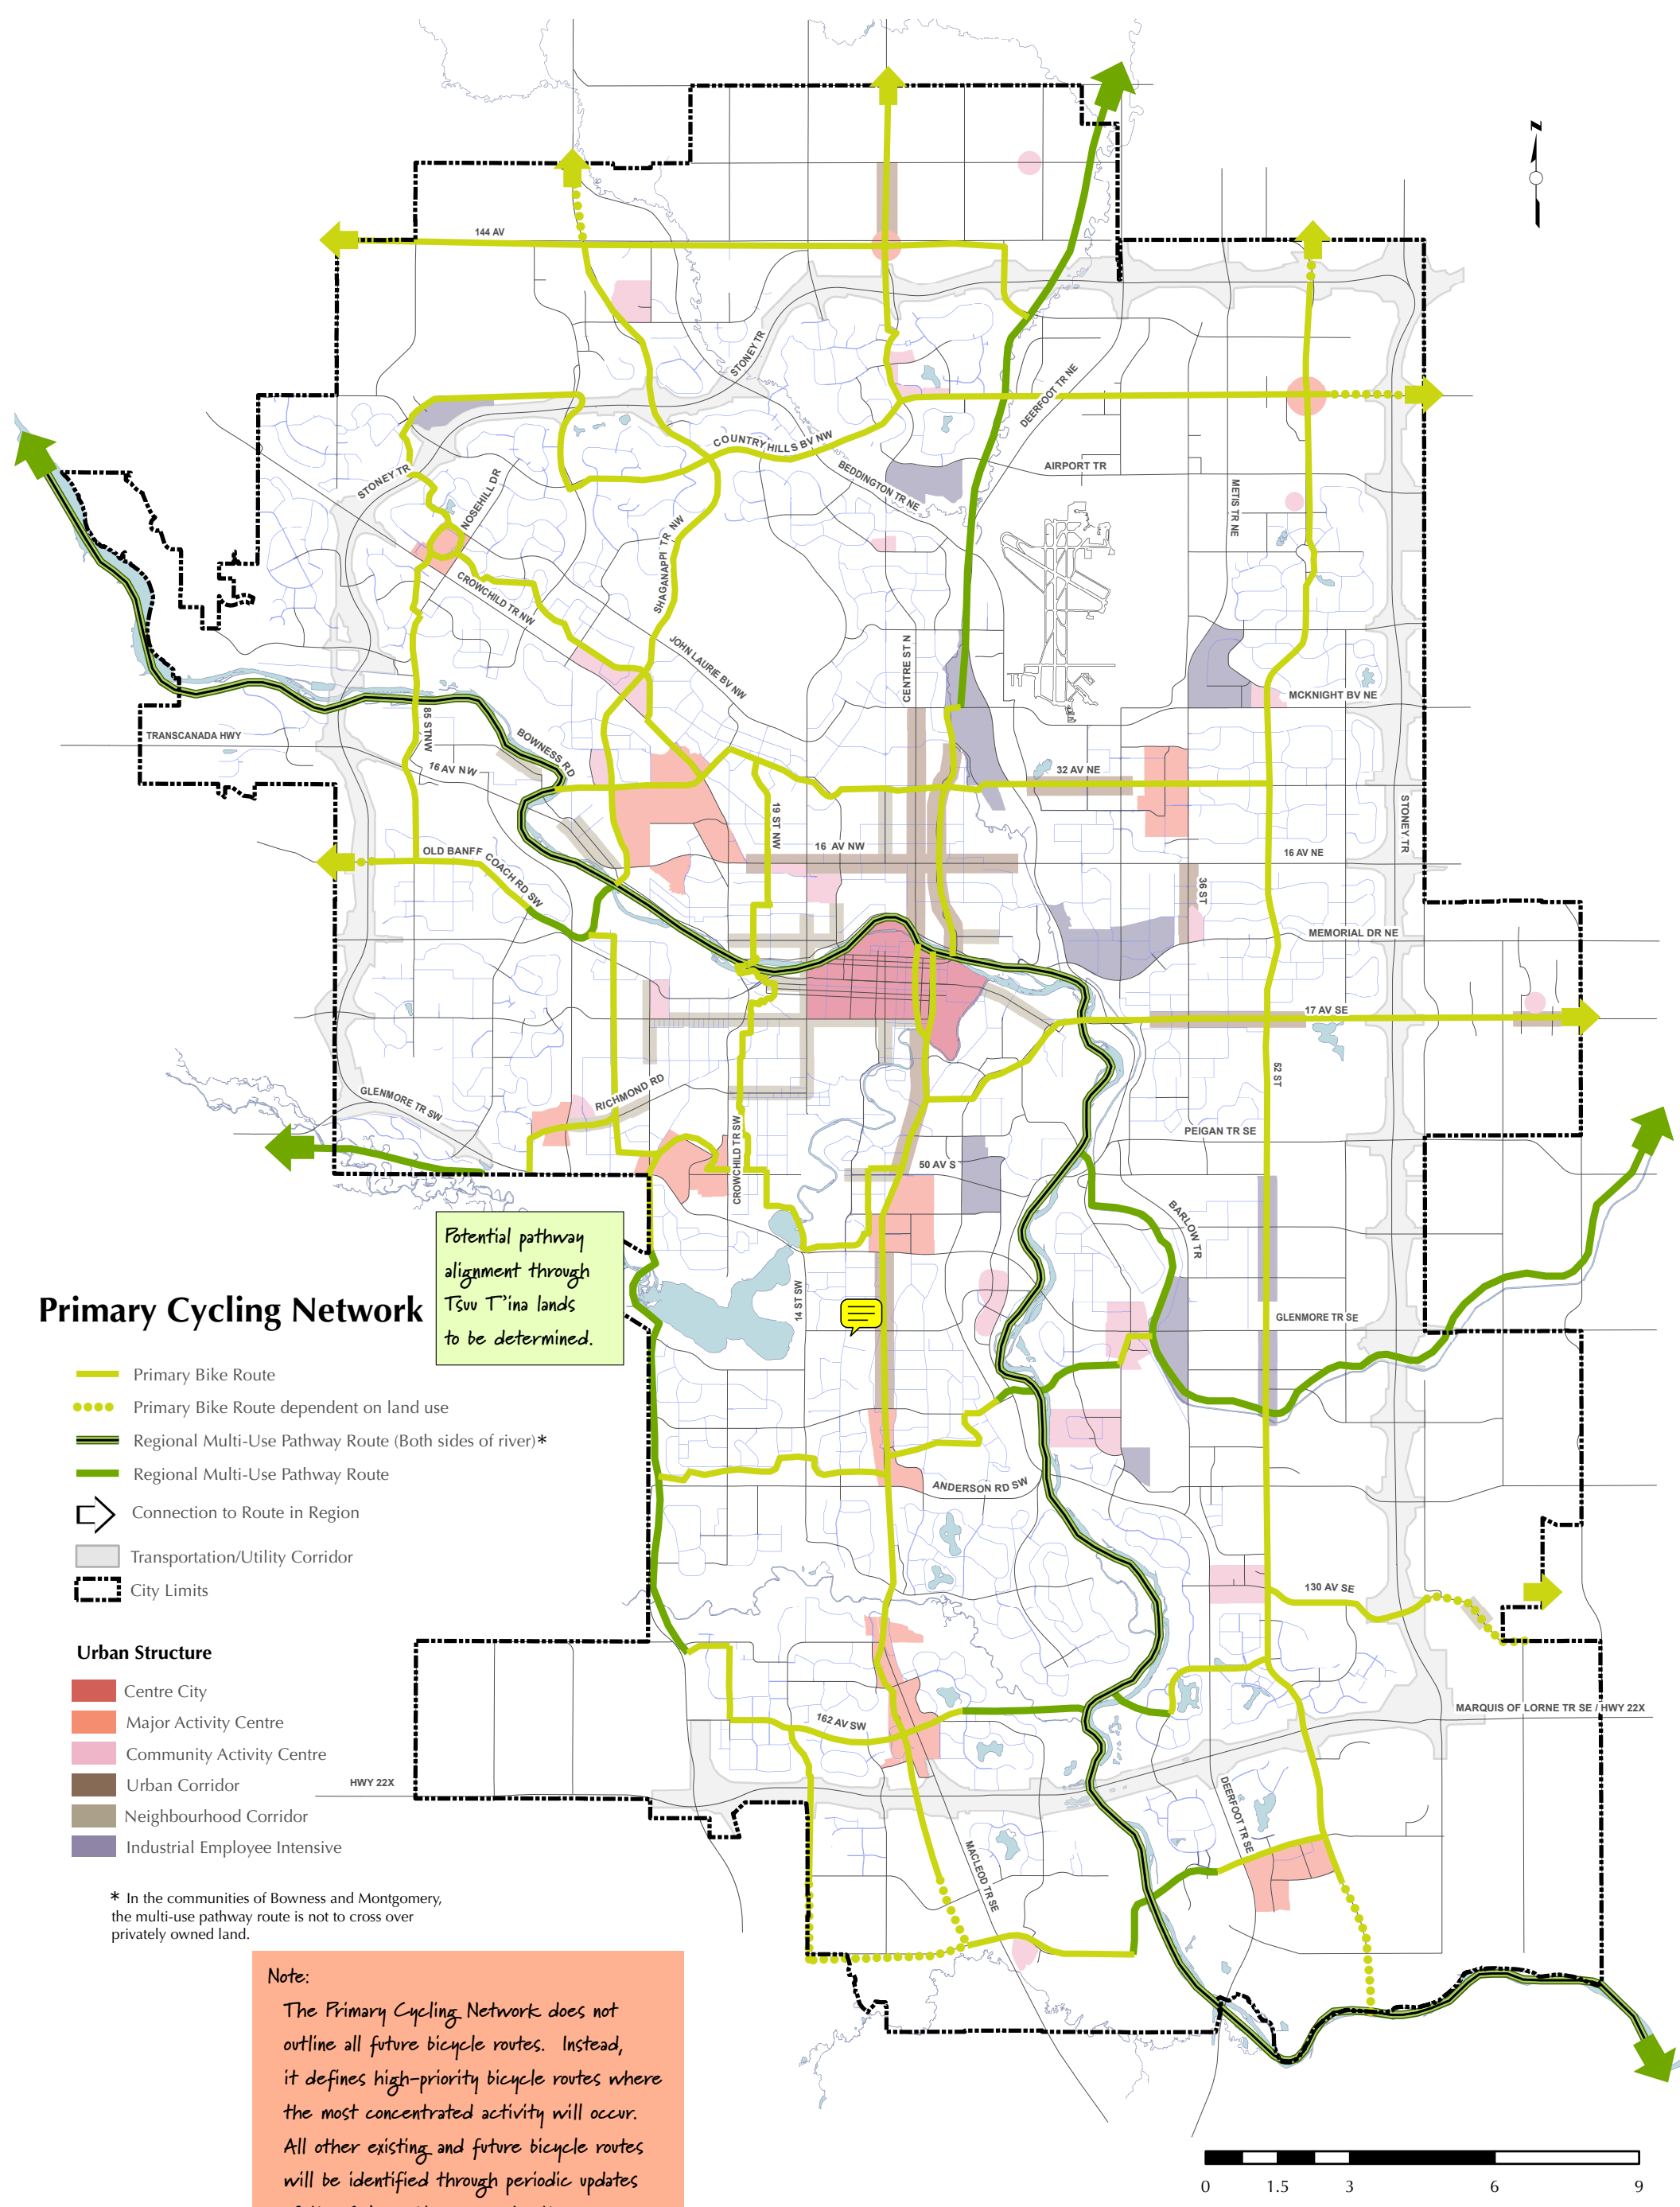 N
144 AV
STONEY TR
DEERFOOT TR NE
COUNTRY HILLS BV NW
BEDDINGTON TR NE
AIRPORT TR
STONEY TR
NOSEHILL DR
METIS TR NE
SHAGANAPPI TR NW
CROWCHILD TR NW
JOHN LAURIE BV NW
CENTRE ST N
MCKNIGHT BV NE
85 ST NW
TRANSCANADA HWY
BOWNESS RD
16 AV NW
32 AV NE
19 ST NW
STONEY TR
OLD BANFF COACH RD SW
16 AV NW
16 AV NE
36 ST
MEMORIAL DR NE
17 AV SE
52 ST
GLENMORE TR SW
RICHMOND RD
CROWCHILD TR SW
PEIGAN TR SE
50 AV S
BARLOW TR
Potential pathway
alignment through
Tsuu T'ina lands
to be determined.
14 ST SW
GLENMORE TR SE
Primary Cycling Network
Primary Bike Route
Primary Bike Route dependent on land use
Regional Multi-Use Pathway Route (Both sides of river)*
Regional Multi-Use Pathway Route
Connection to Route in Region
Transportation/Utility Corridor
City Limits
ANDERSON RD SW
130 AV SE
Urban Structure
Centre City
Major Activity Centre
Community Activity Centre
Urban Corridor
Neighbourhood Corridor
Industrial Employee Intensive
162 AV SW
MARQUIS OF LORNE TR SE / HWY 22X
HWY 22X
DEERFOOT TR SE
MACLEOD TR SE
* In the communities of Bowness and Montgomery,
the multi-use pathway route is not to cross over
privately owned land.
Note:
The Primary Cycling Network does not
outline all future bicycle routes. Instead,
it defines high-priority bicycle routes where
the most concentrated activity will occur.
All other existing and future bicycle routes
will be identified through periodic updates
0 1.5 3 6 9